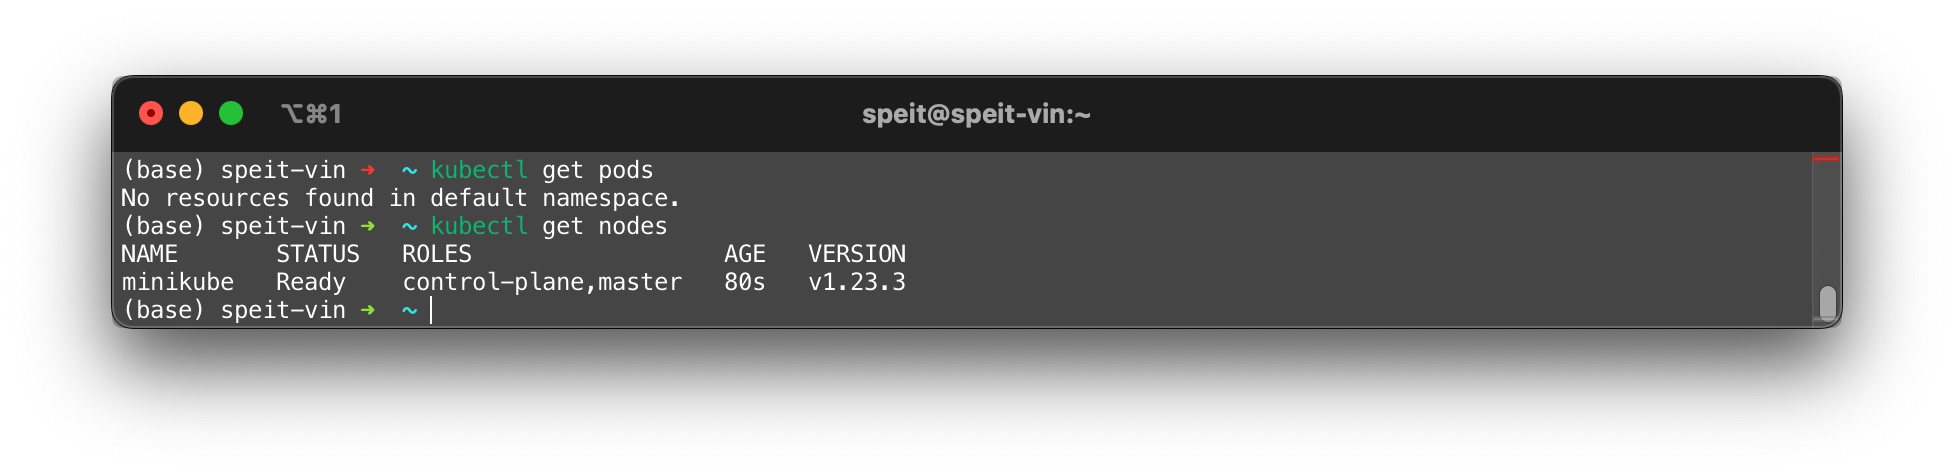 ⌥⌘1 speit@speit-vin:~
(base) speit-vin ➜  ~ kubectl get pods
No resources found in default namespace.
(base) speit-vin ➜  ~ kubectl get nodes
NAME       STATUS   ROLES                  AGE   VERSION
minikube   Ready    control-plane,master   80s   v1.23.3
(base) speit-vin ➜  ~